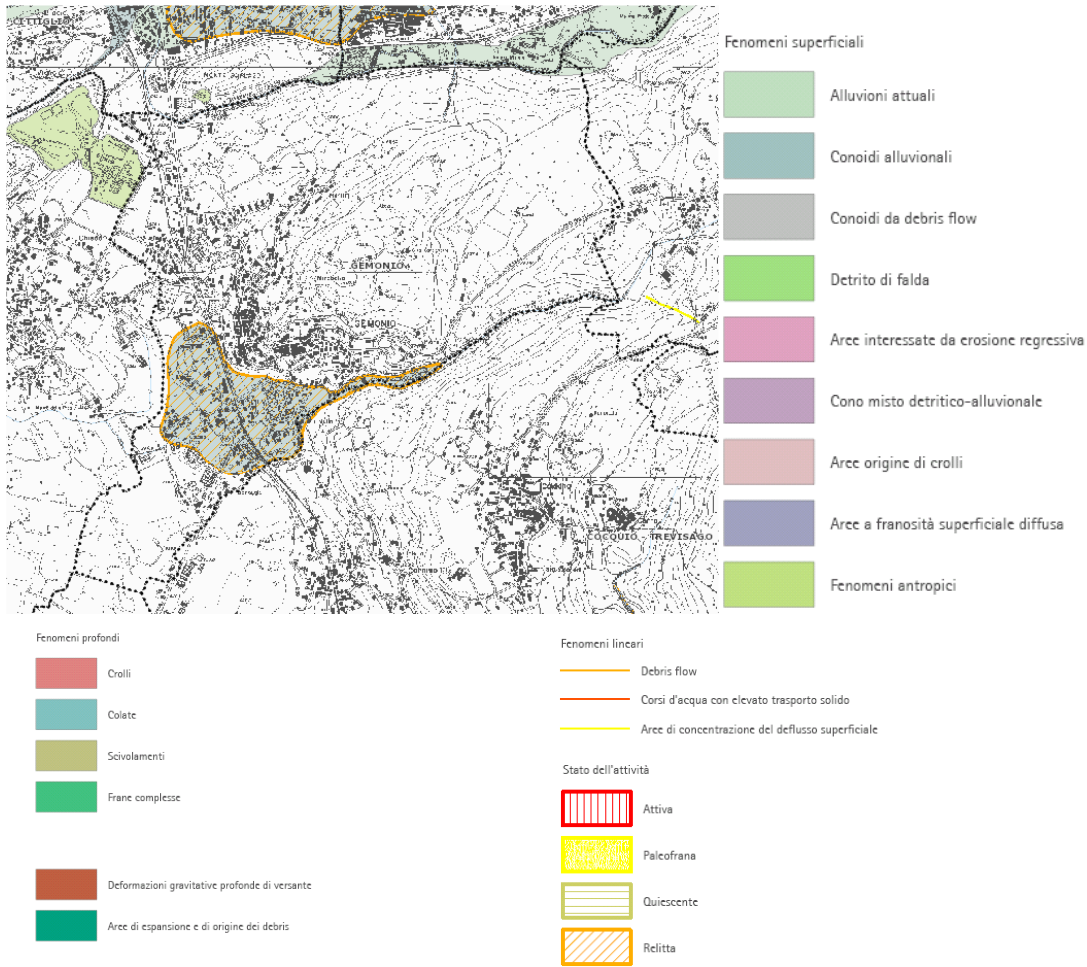 CITTIGLIO
GEMONIO
GEMONIO
COCQUIO - TREVISAGO
Fenomeni superficiali
Alluvioni attuali
Conoidi alluvionali
Conoidi da debris flow
Detrito di falda
Aree interessate da erosione regressiva
Cono misto detritico-alluvionale
Aree origine di crolli
Aree a franosità superficiale diffusa
Fenomeni antropici
Fenomeni profondi
Crolli
Colate
Scivolamenti
Frane complesse
Deformazioni gravitative profonde di versante
Aree di espansione e di origine dei debris
Fenomeni lineari
Debris flow
Corsi d'acqua con elevato trasporto solido
Aree di concentrazione del deflusso superficiale
Stato dell'attività
Attiva
Paleofrana
Quiescente
Relitta